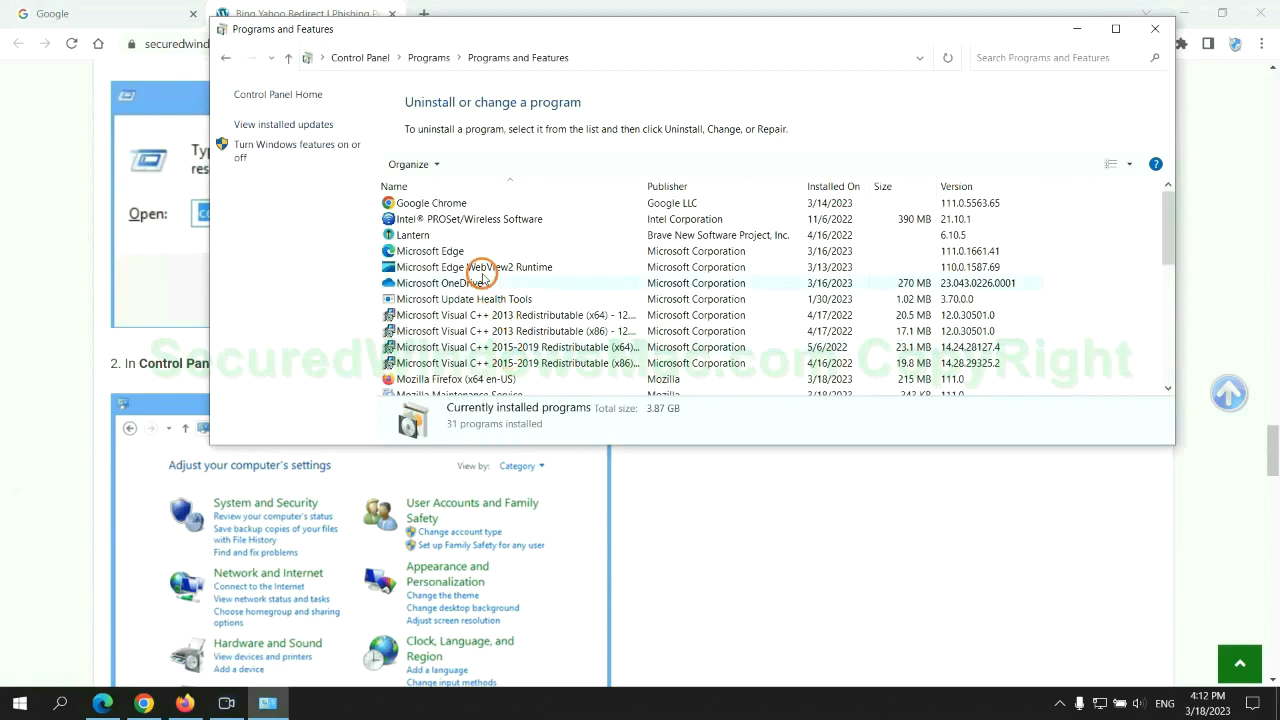 Google
Bing Yahoo Redirect | Phishing Pr
securedwind
Programs and Features
Control Panel
Programs
Programs and Features
Search Programs and Features
Control Panel Home
View installed updates
Turn Windows features on or
off
Uninstall or change a program
To uninstall a program, select it from the list and then click Uninstall, Change, or Repair.
Organize
Name Publisher Installed On Size Version
Google Chrome Google LLC 3/14/2023 111.0.5563.65
Intel® PROSet/Wireless Software Intel Corporation 11/6/2022 390 MB 21.10.1
Lantern Brave New Software Project, Inc. 4/16/2022 6.10.5
Microsoft Edge Microsoft Corporation 3/16/2023 111.0.1661.41
Microsoft Edge WebView2 Runtime Microsoft Corporation 3/13/2023 110.0.1587.69
Microsoft OneDrive Microsoft Corporation 3/16/2023 270 MB 23.043.0226.0001
Microsoft Update Health Tools Microsoft Corporation 1/30/2023 1.02 MB 3.70.0.0
Microsoft Visual C++ 2013 Redistributable (x64) - 12.... Microsoft Corporation 4/17/2022 20.5 MB 12.0.30501.0
Microsoft Visual C++ 2013 Redistributable (x86) - 12.... Microsoft Corporation 4/17/2022 17.1 MB 12.0.30501.0
Microsoft Visual C++ 2015-2019 Redistributable (x64)... Microsoft Corporation 5/6/2022 23.1 MB 14.24.28127.4
Microsoft Visual C++ 2015-2019 Redistributable (x86)... Microsoft Corporation 4/16/2022 19.8 MB 14.28.29325.2
Mozilla Firefox (x64 en-US) Mozilla 3/18/2023 215 MB 111.0
Mozilla Maintenance Service Mozilla 3/18/2023 343 MB 111.0
Currently installed programs Total size: 3.87 GB
31 programs installed
Typ
res
Open:
co
2. In Control Pan
Adjust your computer's settings
View by: Category
System and Security
Review your computer's status
Save backup copies of your files
with File History
Find and fix problems
Network and Internet
Connect to the Internet
View network status and tasks
Choose homegroup and sharing
options
Hardware and Sound
View devices and printers
Add a device
User Accounts and Family
Safety
Change account type
Set up Family Safety for any user
Appearance and
Personalization
Change the theme
Change desktop background
Adjust screen resolution
Clock, Language, and
Region
Add a language
Change input methods
ENG
4:12 PM
3/18/2023